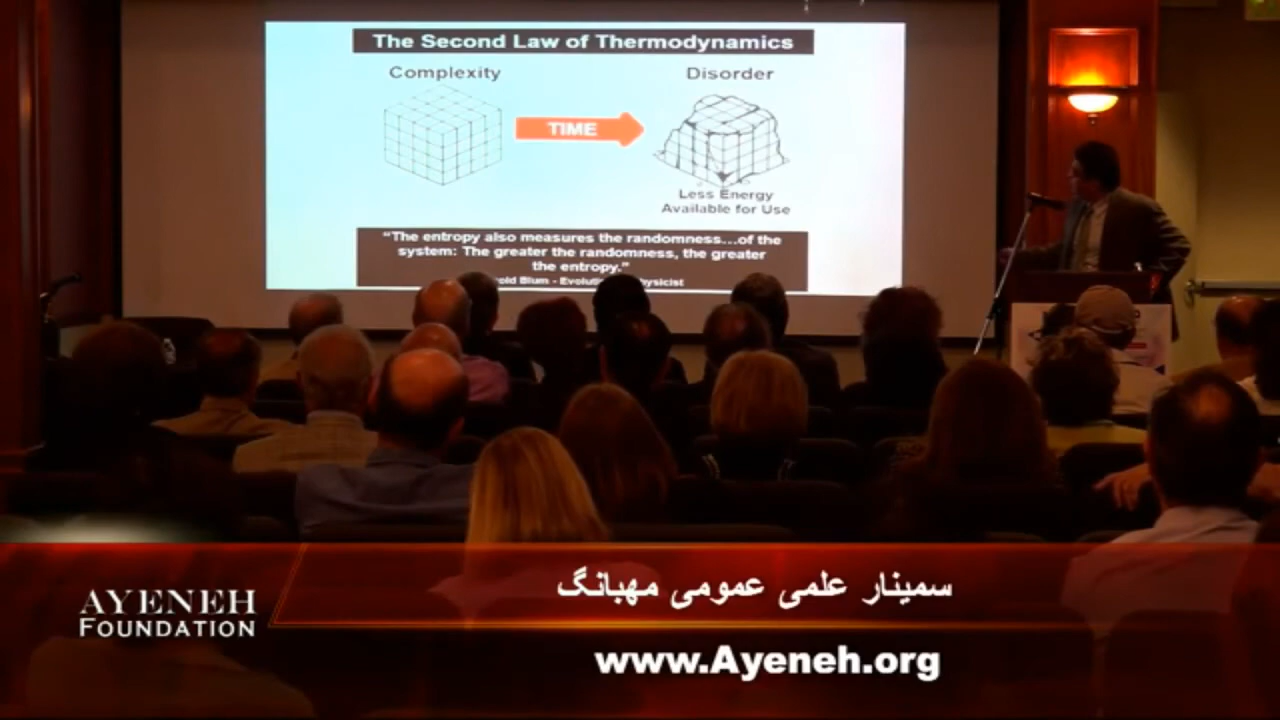 The Second Law of Thermodynamics
Complexity
Disorder
TIME
Less Energy
Available for Use
“The entropy also measures the randomness...of the
system: The greater the randomness, the greater
the entropy.”
Blum - physicist
سمینار علمی عمومی مهبانگ
AYENEH
FOUNDATION
www.Ayeneh.org